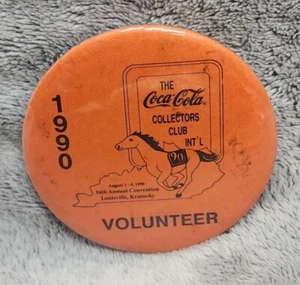 1990
THE
Coca-Cola
COLLECTORS
CLUB
INT'L
90
August 1 - 4, 1990
16th Annual Convention
Louisville, Kentucky
VOLUNTEER